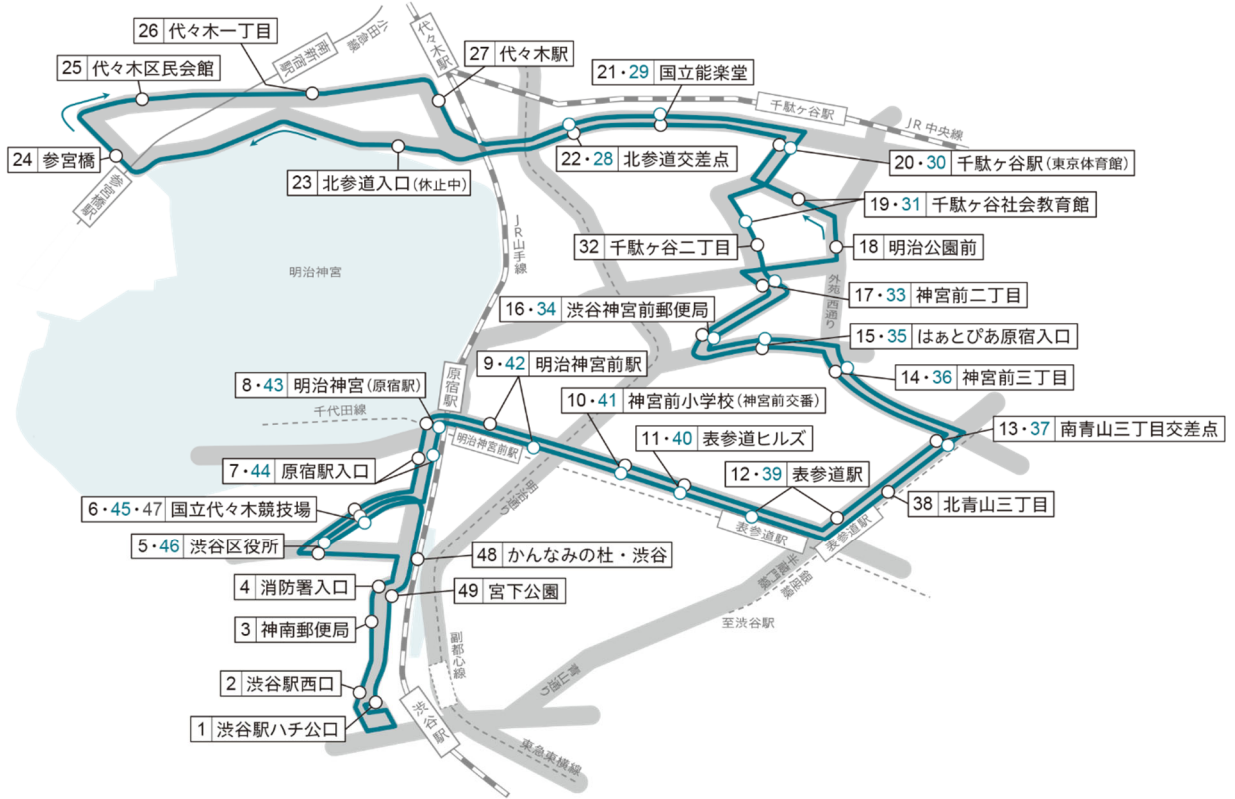 26 代々木一丁目
小田急線
南新宿駅
代々木駅
27 代々木駅
25 代々木区民会館
21・29 国立能楽堂
千駄ヶ谷駅
JR中央線
24 参宮橋
参宮橋駅
23 北参道入口(休止中)
22・28 北参道交差点
20・30 千駄ヶ谷駅(東京体育館)
19・31 千駄ヶ谷社会教育館
JR山手線
32 千駄ヶ谷二丁目
18 明治公園前
明治神宮
外苑西通り
17・33 神宮前二丁目
16・34 渋谷神宮前郵便局
15・35 はぁとぴあ原宿入口
原宿駅
9・42 明治神宮前駅
14・36 神宮前三丁目
8・43 明治神宮(原宿駅)
10・41 神宮前小学校(神宮前交番)
千代田線
明治神宮前駅
11・40 表参道ヒルズ
13・37 南青山三丁目交差点
7・44 原宿駅入口
12・39 表参道駅
明治通り
6・45・47 国立代々木競技場
38 北青山三丁目
表参道駅
表参道駅
5・46 渋谷区役所
48 かんなみの杜・渋谷
半蔵門線
銀座線
4 消防署入口
49 宮下公園
3 神南郵便局
至渋谷駅
副都心線
2 渋谷駅西口
青山通り
1 渋谷駅ハチ公口
渋谷駅
東急東横線